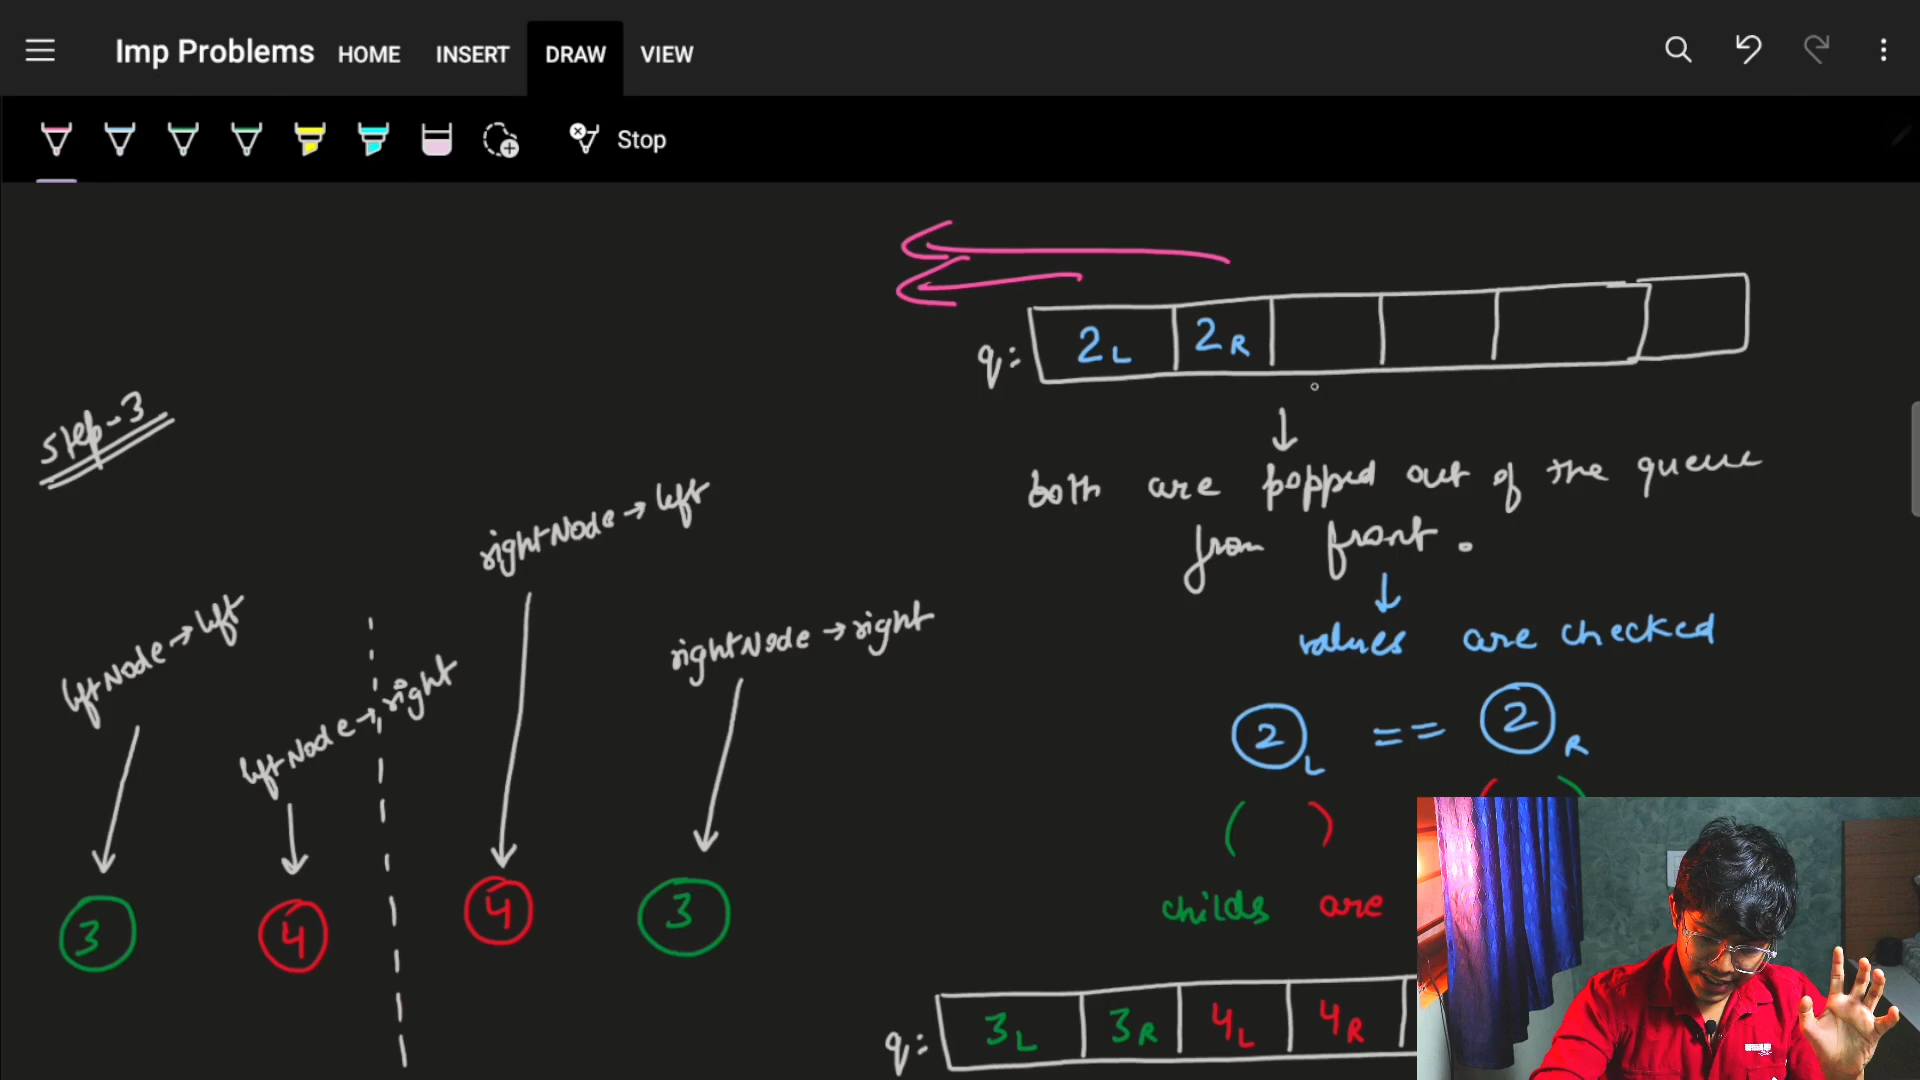 Imp Problems HOME INSERT DRAW VIEW
Stop
q: 2L 2R
Step-3
both are popped out of the queue
from front.
values are checked
2L == 2R
rightNode → left
leftNode → left
leftNode → right
rightNode → right
3 4 4 3
childs are
q: 3L 3R 4L 4R